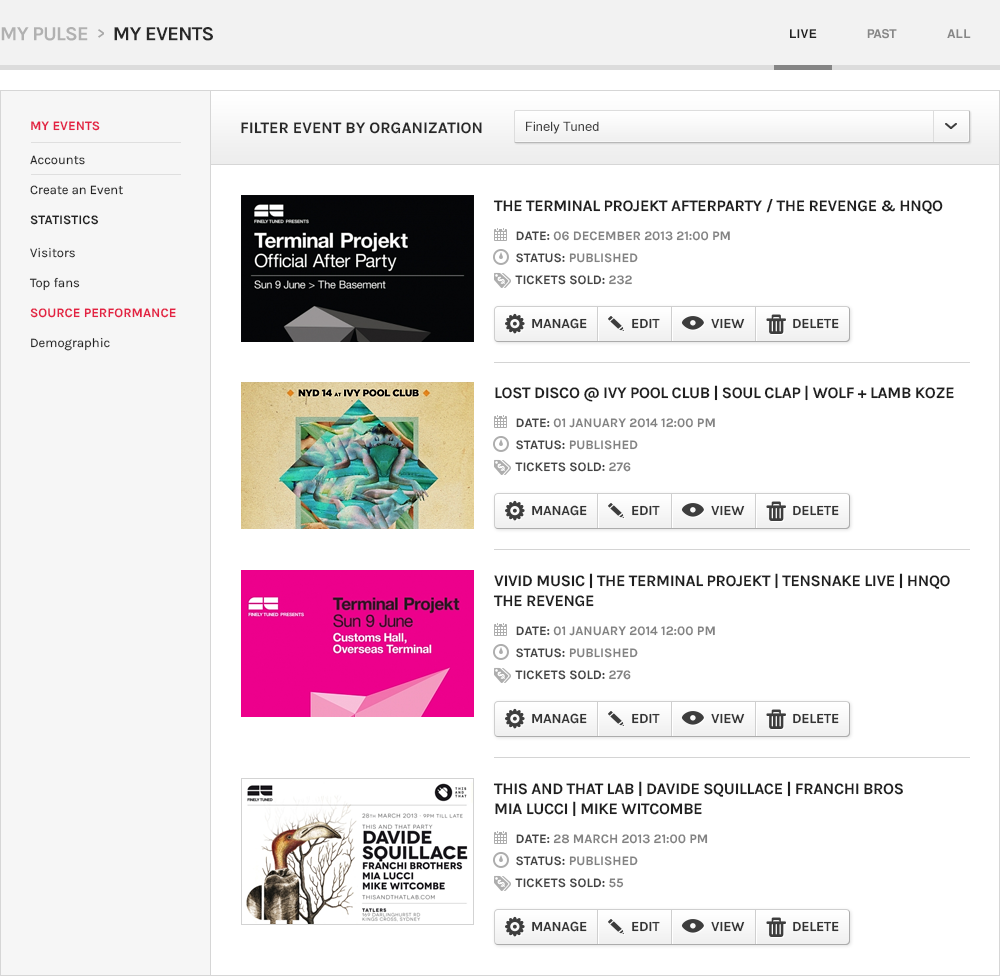 MY PULSE > MY EVENTS
LIVE
PAST
ALL
MY EVENTS
Accounts
Create an Event
STATISTICS
Visitors
Top fans
SOURCE PERFORMANCE
Demographic
FILTER EVENT BY ORGANIZATION
Finely Tuned
FINELY TUNED PRESENTS
Terminal Projekt
Official After Party
Sun 9 June > The Basement
THE TERMINAL PROJEKT AFTERPARTY / THE REVENGE & HNQO
DATE: 06 DECEMBER 2013 21:00 PM
STATUS: PUBLISHED
TICKETS SOLD: 232
MANAGE
EDIT
VIEW
DELETE
NYD 14 AT IVY POOL CLUB
LOST DISCO @ IVY POOL CLUB | SOUL CLAP | WOLF + LAMB KOZE
DATE: 01 JANUARY 2014 12:00 PM
STATUS: PUBLISHED
TICKETS SOLD: 276
MANAGE
EDIT
VIEW
DELETE
FINELY TUNED PRESENTS
Terminal Projekt
Sun 9 June
Customs Hall,
Overseas Terminal
VIVID MUSIC | THE TERMINAL PROJEKT | TENSNAKE LIVE | HNQO
THE REVENGE
DATE: 01 JANUARY 2014 12:00 PM
STATUS: PUBLISHED
TICKETS SOLD: 276
MANAGE
EDIT
VIEW
DELETE
FINELY TUNED
THIS
AND
THAT
28TH MARCH 2013 · 9PM TILL LATE
THIS AND THAT PARTY
DAVIDE
SQUILLACE
FRANCHI BROTHERS
MIA LUCCI
MIKE WITCOMBE
THISANDTHATLAB.COM
TATLERS
169 DARLINGHURST RD
KINGS CROSS, SYDNEY
THIS AND THAT LAB | DAVIDE SQUILLACE | FRANCHI BROS
MIA LUCCI | MIKE WITCOMBE
DATE: 28 MARCH 2013 21:00 PM
STATUS: PUBLISHED
TICKETS SOLD: 55
MANAGE
EDIT
VIEW
DELETE